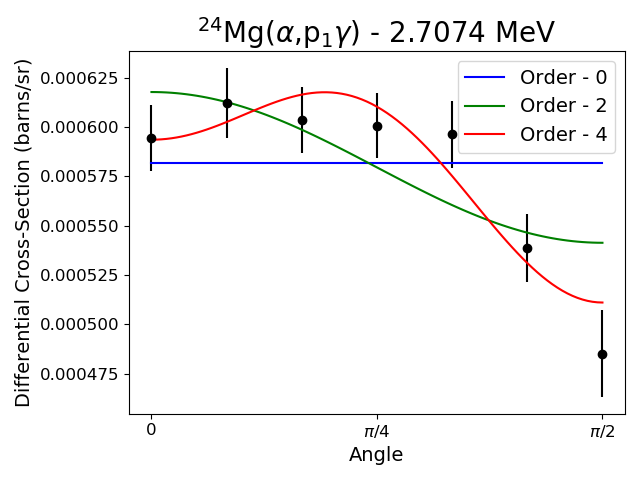 ²⁴Mg(α,p₁γ) - 2.7074 MeV
Differential Cross-Section (barns/sr)
0.000625
0.000600
0.000575
0.000550
0.000525
0.000500
0.000475
Order - 0
Order - 2
Order - 4
0 π/4 π/2
Angle